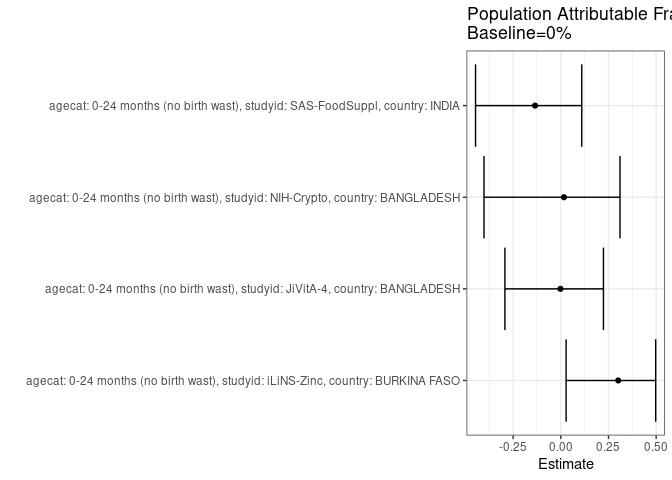 Population Attributable Fra
Baseline=0%
agecat: 0-24 months (no birth wast), studyid: SAS-FoodSuppl, country: INDIA
agecat: 0-24 months (no birth wast), studyid: NIH-Crypto, country: BANGLADESH
agecat: 0-24 months (no birth wast), studyid: JiVitA-4, country: BANGLADESH
agecat: 0-24 months (no birth wast), studyid: iLiNS-Zinc, country: BURKINA FASO
-0.25 0.00 0.25 0.50
Estimate